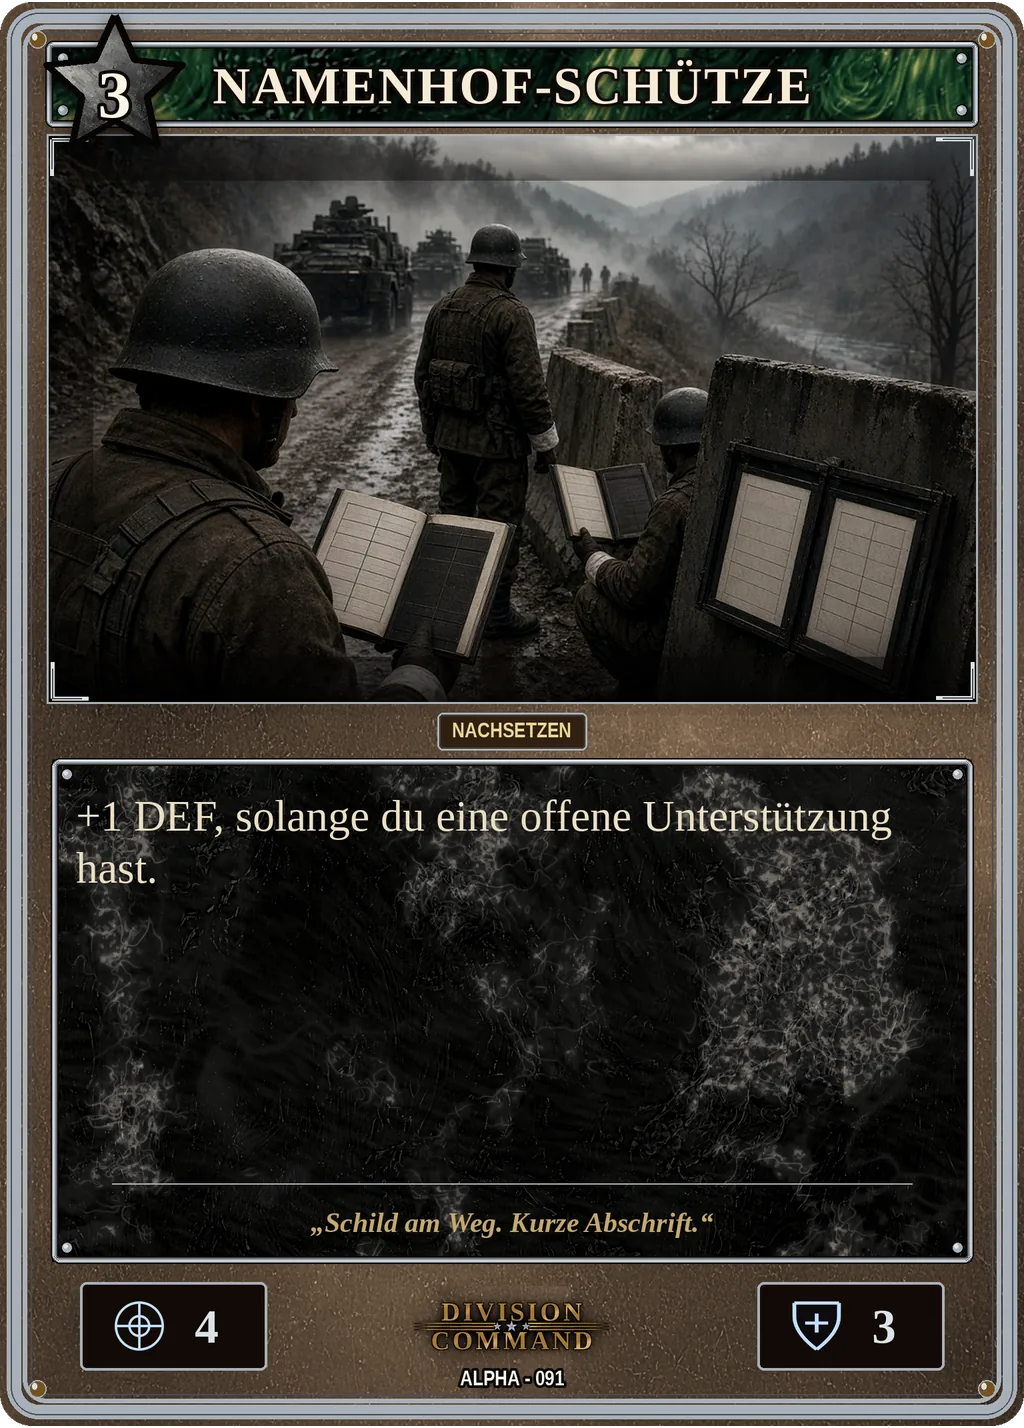 3
NAMENHOF-SCHÜTZE
NACHSETZEN
+1 DEF, solange du eine offene Unterstützung
hast.
„Schild am Weg. Kurze Abschrift.“
4
DIVISION
COMMAND
3
ALPHA - 091